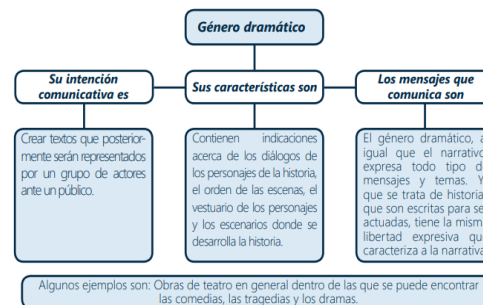 Género dramático
Su intención
comunicativa es
Sus características son
Los mensajes que
comunica son
Crear textos que posterior-
mente serán representados
por un grupo de actores
ante un público.
Contienen indicaciones
acerca de los diálogos de
los personajes de la historia,
el orden de las escenas, el
vestuario de los personajes
y los escenarios donde se
desarrolla la historia.
El género dramático, a
igual que el narrativo
expresa todo tipo d
mensajes y temas. Y
que se trata de historia
que son escritas para se
actuadas, tiene la mism
libertad expresiva qu
caracteriza a la narrativa
Algunos ejemplos son: Obras de teatro en general dentro de las que se puede encontrar
las comedias, las tragedias y los dramas.